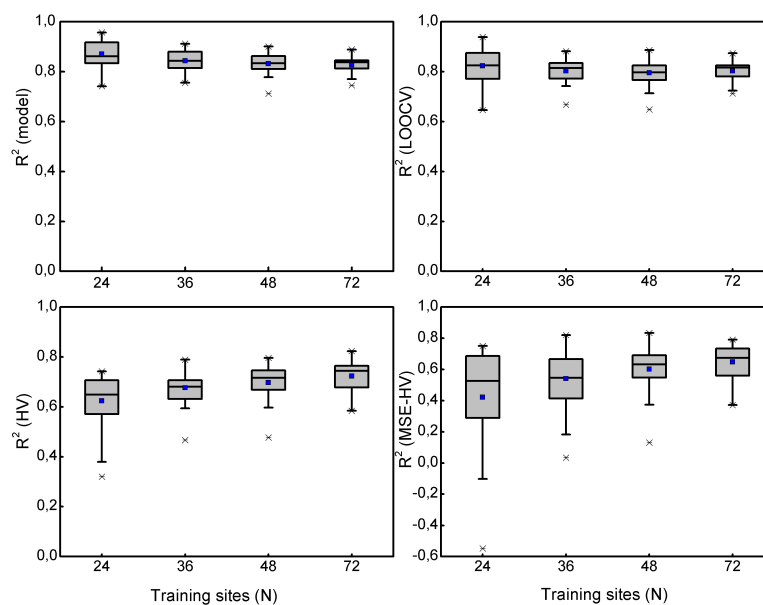 1,0
0,8
0,6
0,4
0,2
0,0
R² (model)
24 36 48 72
1,0
0,8
0,6
0,4
0,2
0,0
R² (LOOCV)
24 36 48 72
1,0
0,8
0,6
0,4
0,2
0,0
R² (HV)
24 36 48 72
Training sites (N)
1,0
0,8
0,6
0,4
0,2
0,0
-0,2
-0,4
-0,6
R² (MSE-HV)
24 36 48 72
Training sites (N)